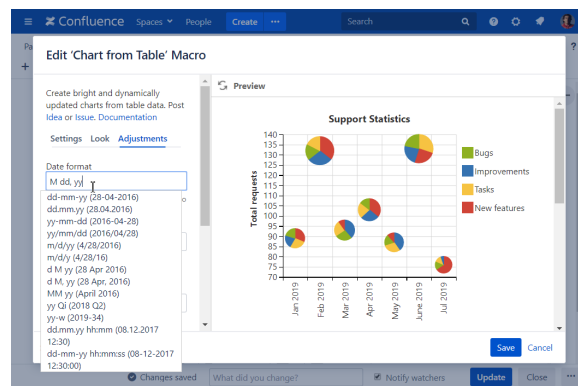 Confluence Spaces People Create ... Search
Pa
Edit ‘Chart from Table’ Macro
?
Create bright and dynamically
updated charts from table data. Post
Idea or Issue. Documentation
Settings Look Adjustments
Date format
M dd, yy
dd-mm-yy (28-04-2016)
dd.mm.yy (28.04.2016)
yy-mm-dd (2016-04-28)
yy/mm/dd (2016/04/28)
m/d/yy (4/28/2016)
m/d/y (4/28/16)
d M yy (28 Apr 2016)
d M, yy (28 Apr, 2016)
MM yy (April 2016)
yy Qi (2018 Q2)
yy-w (2019-34)
dd.mm.yy hh:mm (08.12.2017
12:30)
dd-mm-yy hh:mm:ss (08-12-2017
12:30:00)
Preview
Support Statistics
Total requests
140
135
130
125
120
115
110
105
100
95
90
85
80
75
70
Jan 2019
Feb 2019
Mar 2019
Apr 2019
May 2019
June 2019
Jul 2019
Bugs
Improvements
Tasks
New features
Save Cancel
Changes saved What did you change? Notify watchers Update Close ...